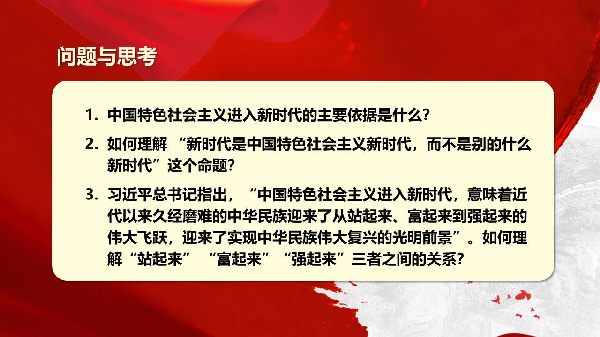 问题与思考
1. 中国特色社会主义进入新时代的主要依据是什么?
2. 如何理解 “新时代是中国特色社会主义新时代，而不是别的什么
新时代”这个命题?
3. 习近平总书记指出，“中国特色社会主义进入新时代，意味着近
代以来久经磨难的中华民族迎来了从站起来、富起来到强起来的
伟大飞跃，迎来了实现中华民族伟大复兴的光明前景”。如何理
解“站起来” “富起来”“强起来”三者之间的关系?